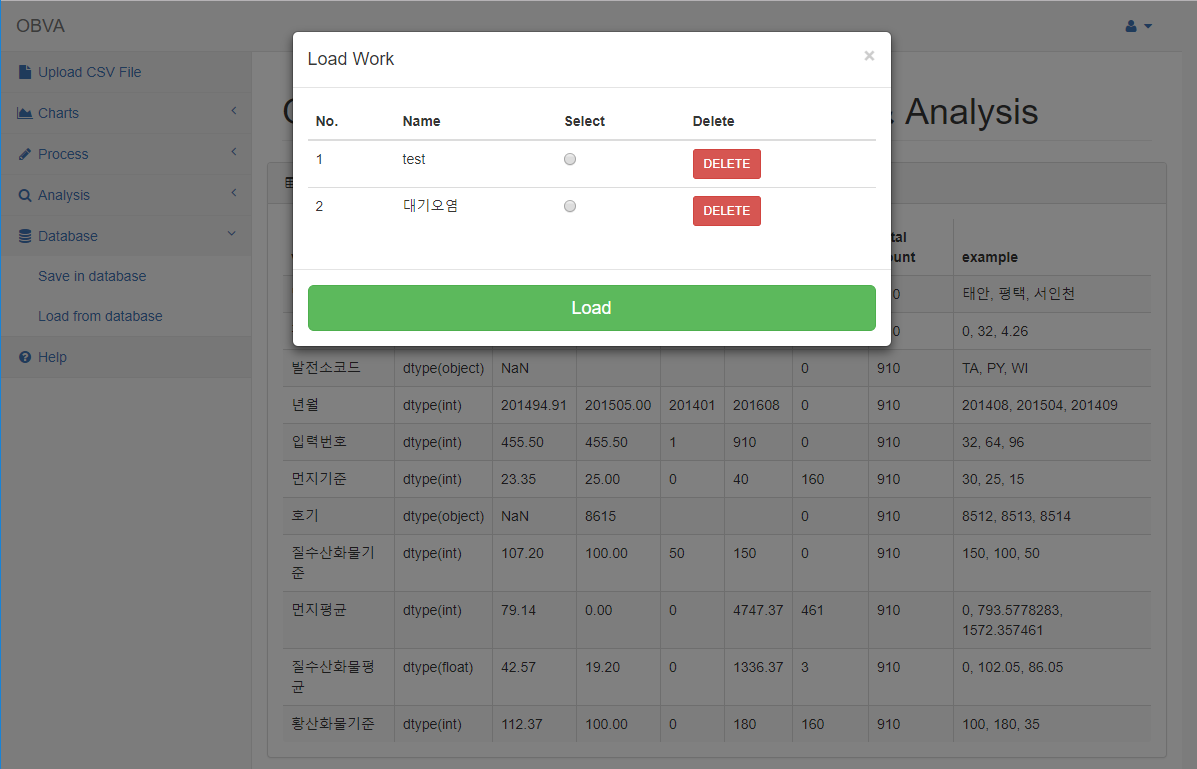 OBVA
Upload CSV File
Charts
Process
Analysis
Database
Save in database
Load from database
Help
Load Work
×
No. Name Select Delete
1 test DELETE
2 대기오염 DELETE
Load
& Analysis
example
태안, 평택, 서인천
0, 32, 4.26
발전소코드 dtype(object) NaN 0 910 TA, PY, WI
년월 dtype(int) 201494.91 201505.00 201401 201608 0 910 201408, 201504, 201409
입력번호 dtype(int) 455.50 455.50 1 910 0 910 32, 64, 96
먼지기준 dtype(int) 23.35 25.00 0 40 160 910 30, 25, 15
호기 dtype(object) NaN 8615 0 910 8512, 8513, 8514
질수산화물기 dtype(int) 107.20 100.00 50 150 0 910 150, 100, 50
준
먼지평균 dtype(int) 79.14 0.00 0 4747.37 461 910 0, 793.5778283,
1572.357461
질수산화물평 dtype(float) 42.57 19.20 0 1336.37 3 910 0, 102.05, 86.05
균
황산화물기준 dtype(int) 112.37 100.00 0 180 160 910 100, 180, 35